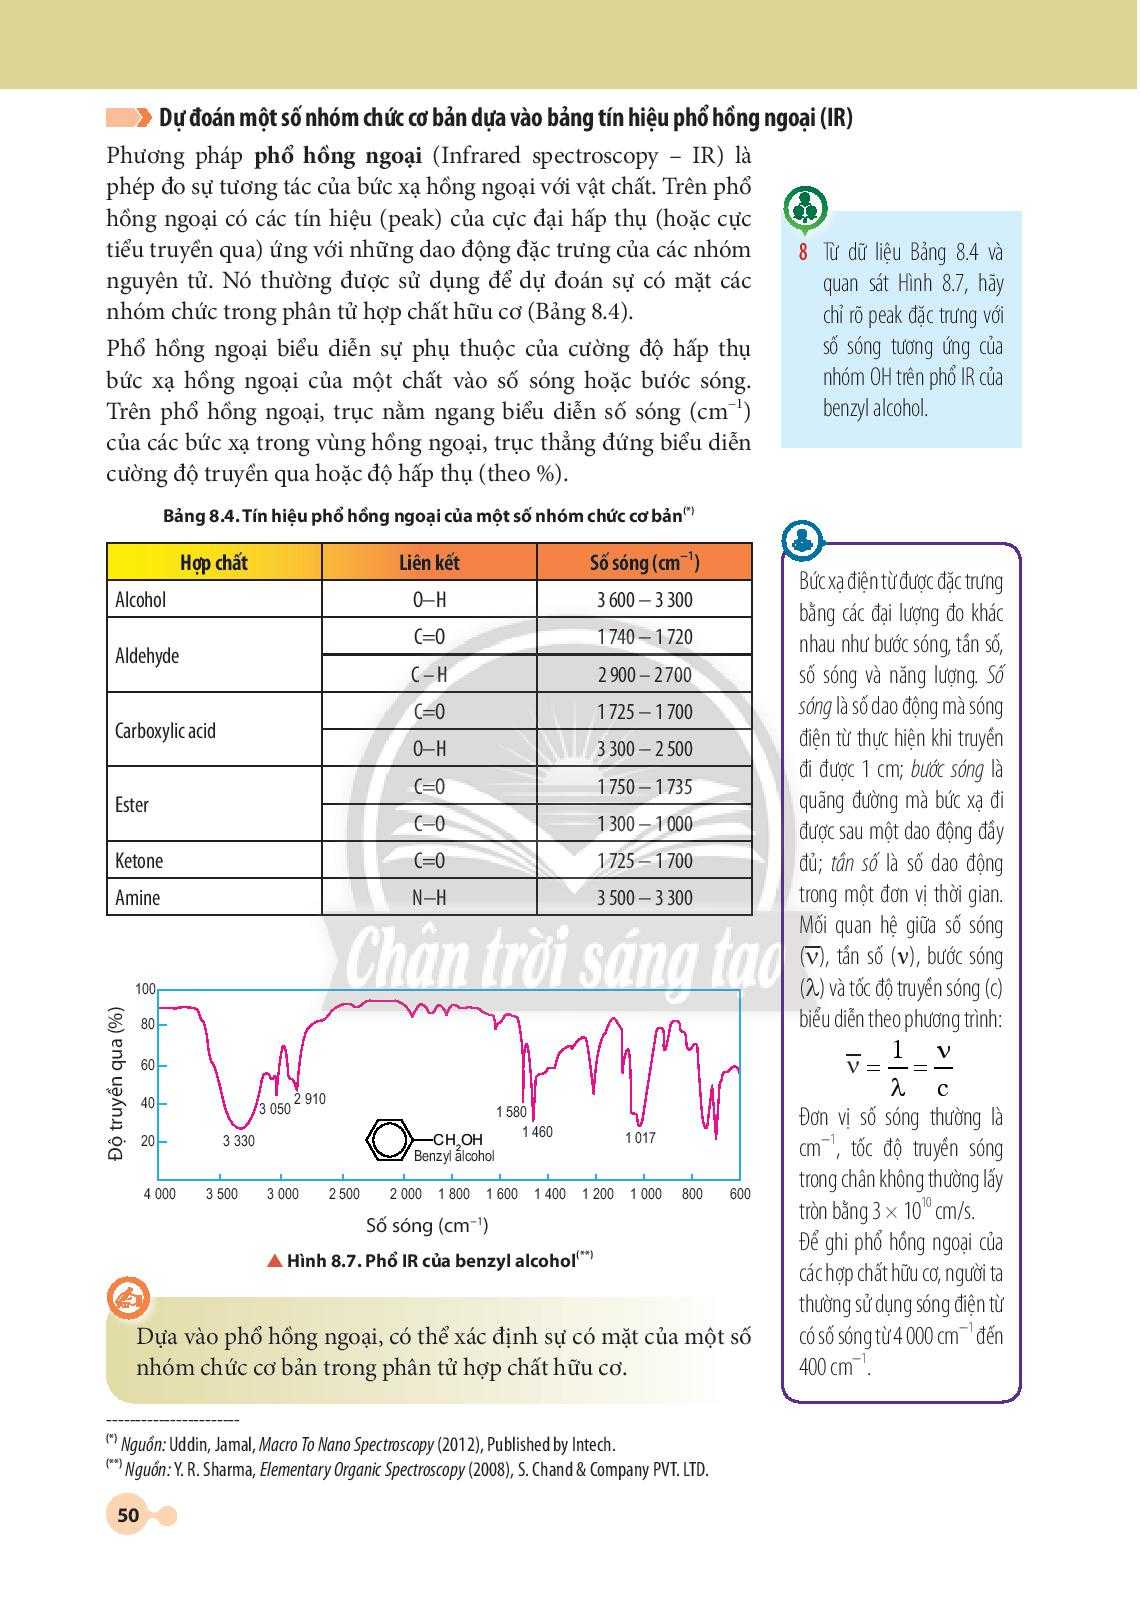 Dự đoán một số nhóm chức cơ bản dựa vào bảng tín hiệu phổ hồng ngoại (IR)
Phương pháp phổ hồng ngoại (Infrared spectroscopy – IR) là
phép đo sự tương tác của bức xạ hồng ngoại với vật chất. Trên phổ
hồng ngoại có các tín hiệu (peak) của cực đại hấp thụ (hoặc cực
tiểu truyền qua) ứng với những dao động đặc trưng của các nhóm
nguyên tử. Nó thường được sử dụng để dự đoán sự có mặt các
nhóm chức trong phân tử hợp chất hữu cơ (Bảng 8.4).
Phổ hồng ngoại biểu diễn sự phụ thuộc của cường độ hấp thụ
bức xạ hồng ngoại của một chất vào số sóng hoặc bước sóng.
Trên phổ hồng ngoại, trục nằm ngang biểu diễn số sóng (cm⁻¹)
của các bức xạ trong vùng hồng ngoại, trục thẳng đứng biểu diễn
cường độ truyền qua hoặc độ hấp thụ (theo %).
8 Từ dữ liệu Bảng 8.4 và
quan sát Hình 8.7, hãy
chỉ rõ peak đặc trưng với
số sóng tương ứng của
nhóm OH trên phổ IR của
benzyl alcohol.
Bảng 8.4. Tín hiệu phổ hồng ngoại của một số nhóm chức cơ bản(*)
Hợp chất Liên kết Số sóng (cm⁻¹)
Alcohol O–H 3 600 – 3 300
Aldehyde C=O 1 740 – 1 720
C – H 2 900 – 2 700
Carboxylic acid C=O 1 725 – 1 700
O–H 3 300 – 2 500
Ester C=O 1 750 – 1 735
C–O 1 300 – 1 000
Ketone C=O 1 725 – 1 700
Amine N–H 3 500 – 3 300
Chân trời sáng tạo
Bức xạ điện từ được đặc trưng
bằng các đại lượng đo khác
nhau như bước sóng, tần số,
số sóng và năng lượng. Số
sóng là số dao động mà sóng
điện từ thực hiện khi truyền
đi được 1 cm; bước sóng là
quãng đường mà bức xạ đi
được sau một dao động đầy
đủ; tần số là số dao động
trong một đơn vị thời gian.
Mối quan hệ giữa số sóng
(ν̅), tần số (ν), bước sóng
(λ) và tốc độ truyền sóng (c)
biểu diễn theo phương trình:
ν̅ = 1/λ = ν/c
Đơn vị số sóng thường là
cm⁻¹, tốc độ truyền sóng
trong chân không thường lấy
tròn bằng 3 × 10¹⁰ cm/s.
Để ghi phổ hồng ngoại của
các hợp chất hữu cơ, người ta
thường sử dụng sóng điện từ
có số sóng từ 4 000 cm⁻¹ đến
400 cm⁻¹.
Độ truyền qua (%)
100
80
60
40
20
3 330
3 050
2 910
1 580
1 460
1 017
CH₂OH
Benzyl alcohol
4 000 3 500 3 000 2 500 2 000 1 800 1 600 1 400 1 200 1 000 800 600
Số sóng (cm⁻¹)
▲ Hình 8.7. Phổ IR của benzyl alcohol(**)
Dựa vào phổ hồng ngoại, có thể xác định sự có mặt của một số
nhóm chức cơ bản trong phân tử hợp chất hữu cơ.
(*) Nguồn: Uddin, Jamal, Macro To Nano Spectroscopy (2012), Published by Intech.
(**) Nguồn: Y. R. Sharma, Elementary Organic Spectroscopy (2008), S. Chand & Company PVT. LTD.
50